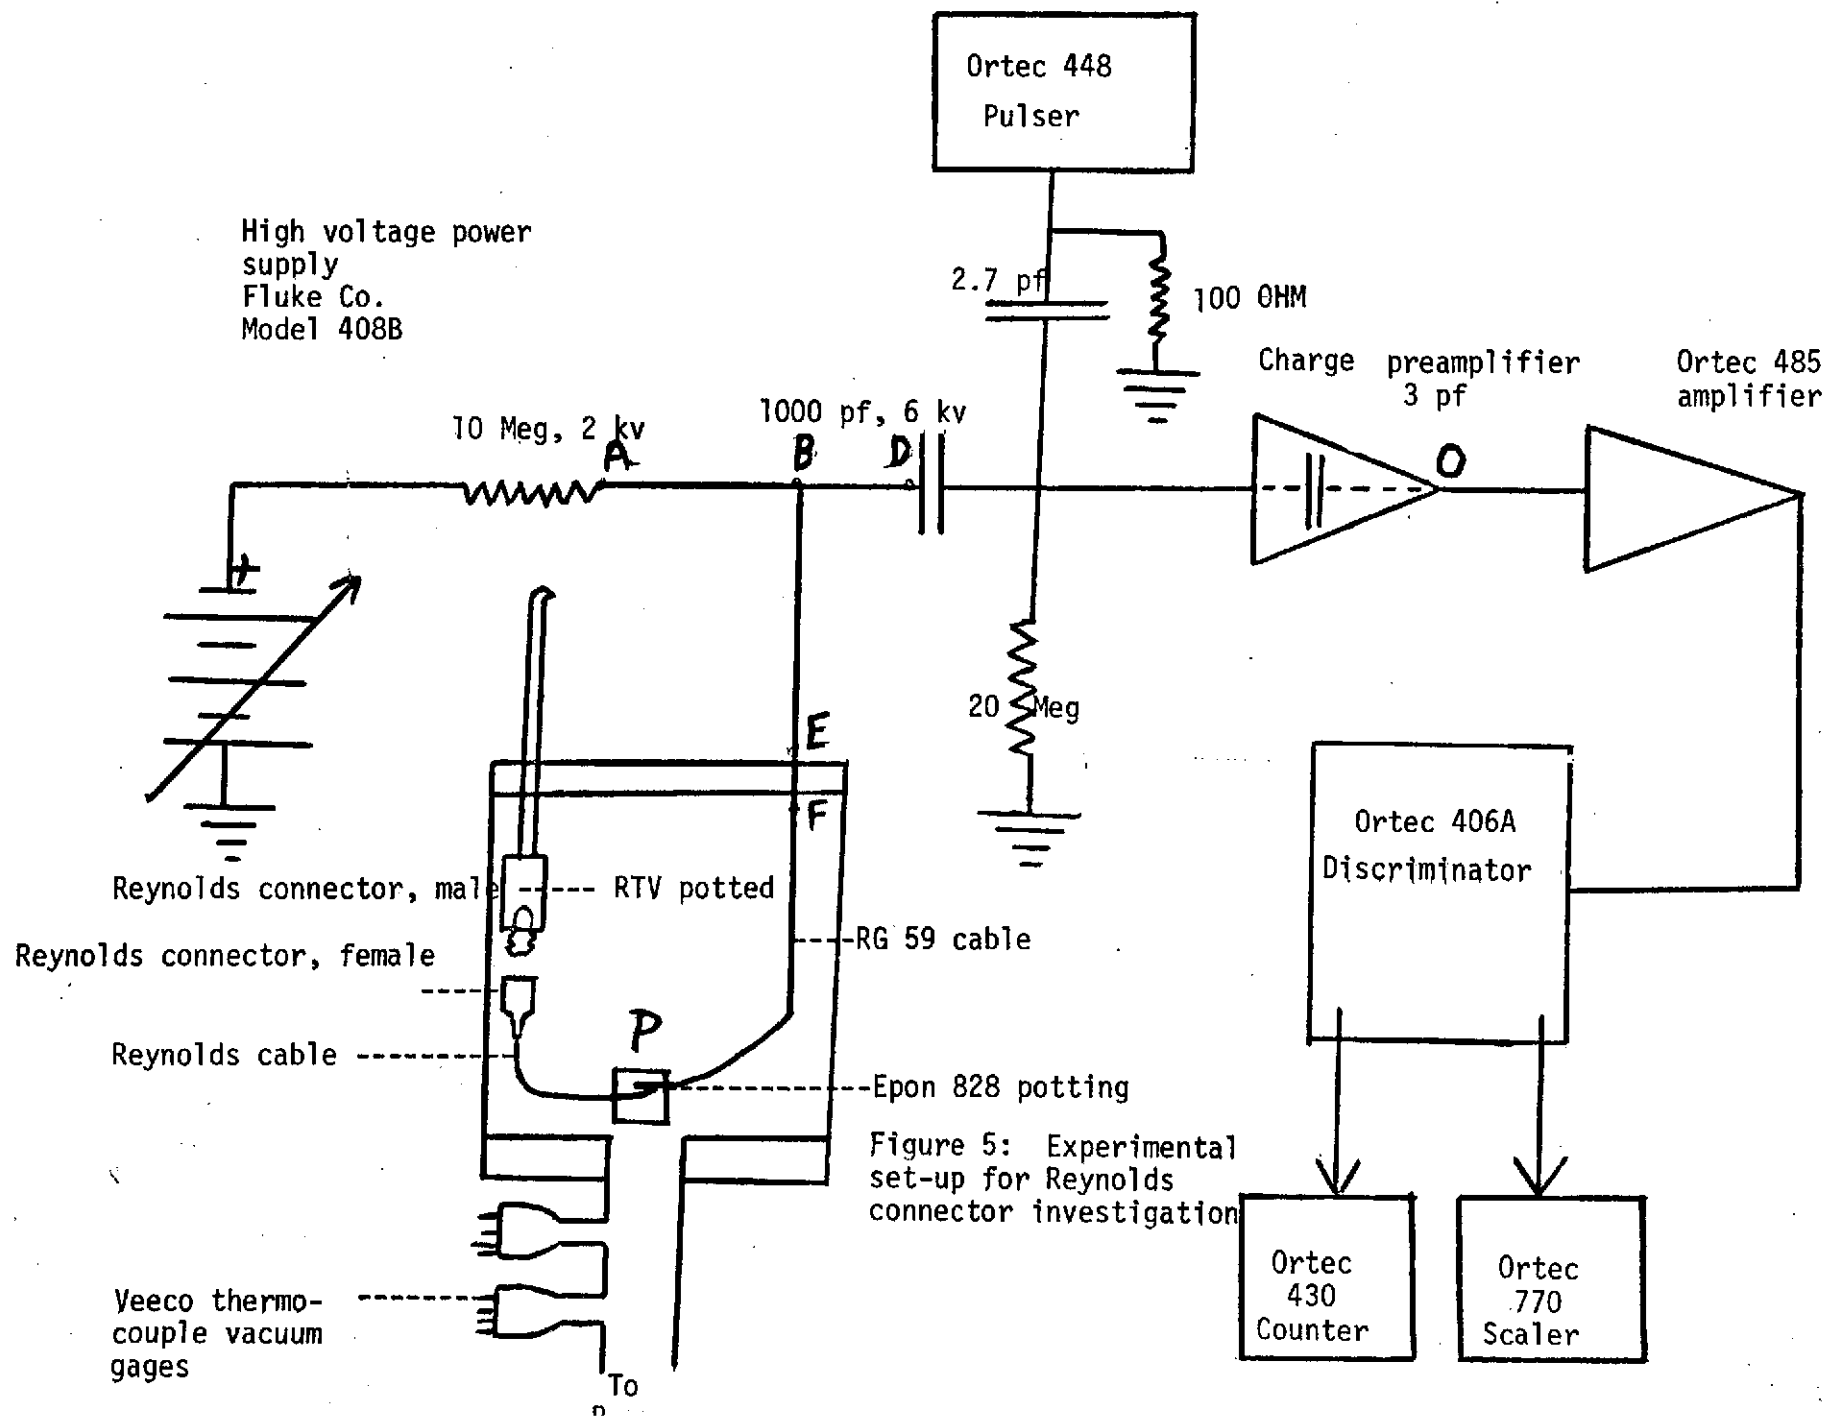 Ortec 448
Pulser
High voltage power
supply
Fluke Co.
Model 408B
2.7 pf
100 OHM
Charge preamplifier
3 pf
Ortec 485
amplifier
10 Meg, 2 kv
1000 pf, 6 kv
A
B
D
O
20 Meg
E
F
Ortec 406A
Discriminator
Reynolds connector, male
RTV potted
Reynolds connector, female
RG 59 cable
P
Reynolds cable
Epon 828 potting
Figure 5: Experimental
set-up for Reynolds
connector investigation
Ortec
430
Counter
Ortec
770
Scaler
Veeco thermo-
couple vacuum
gages
To